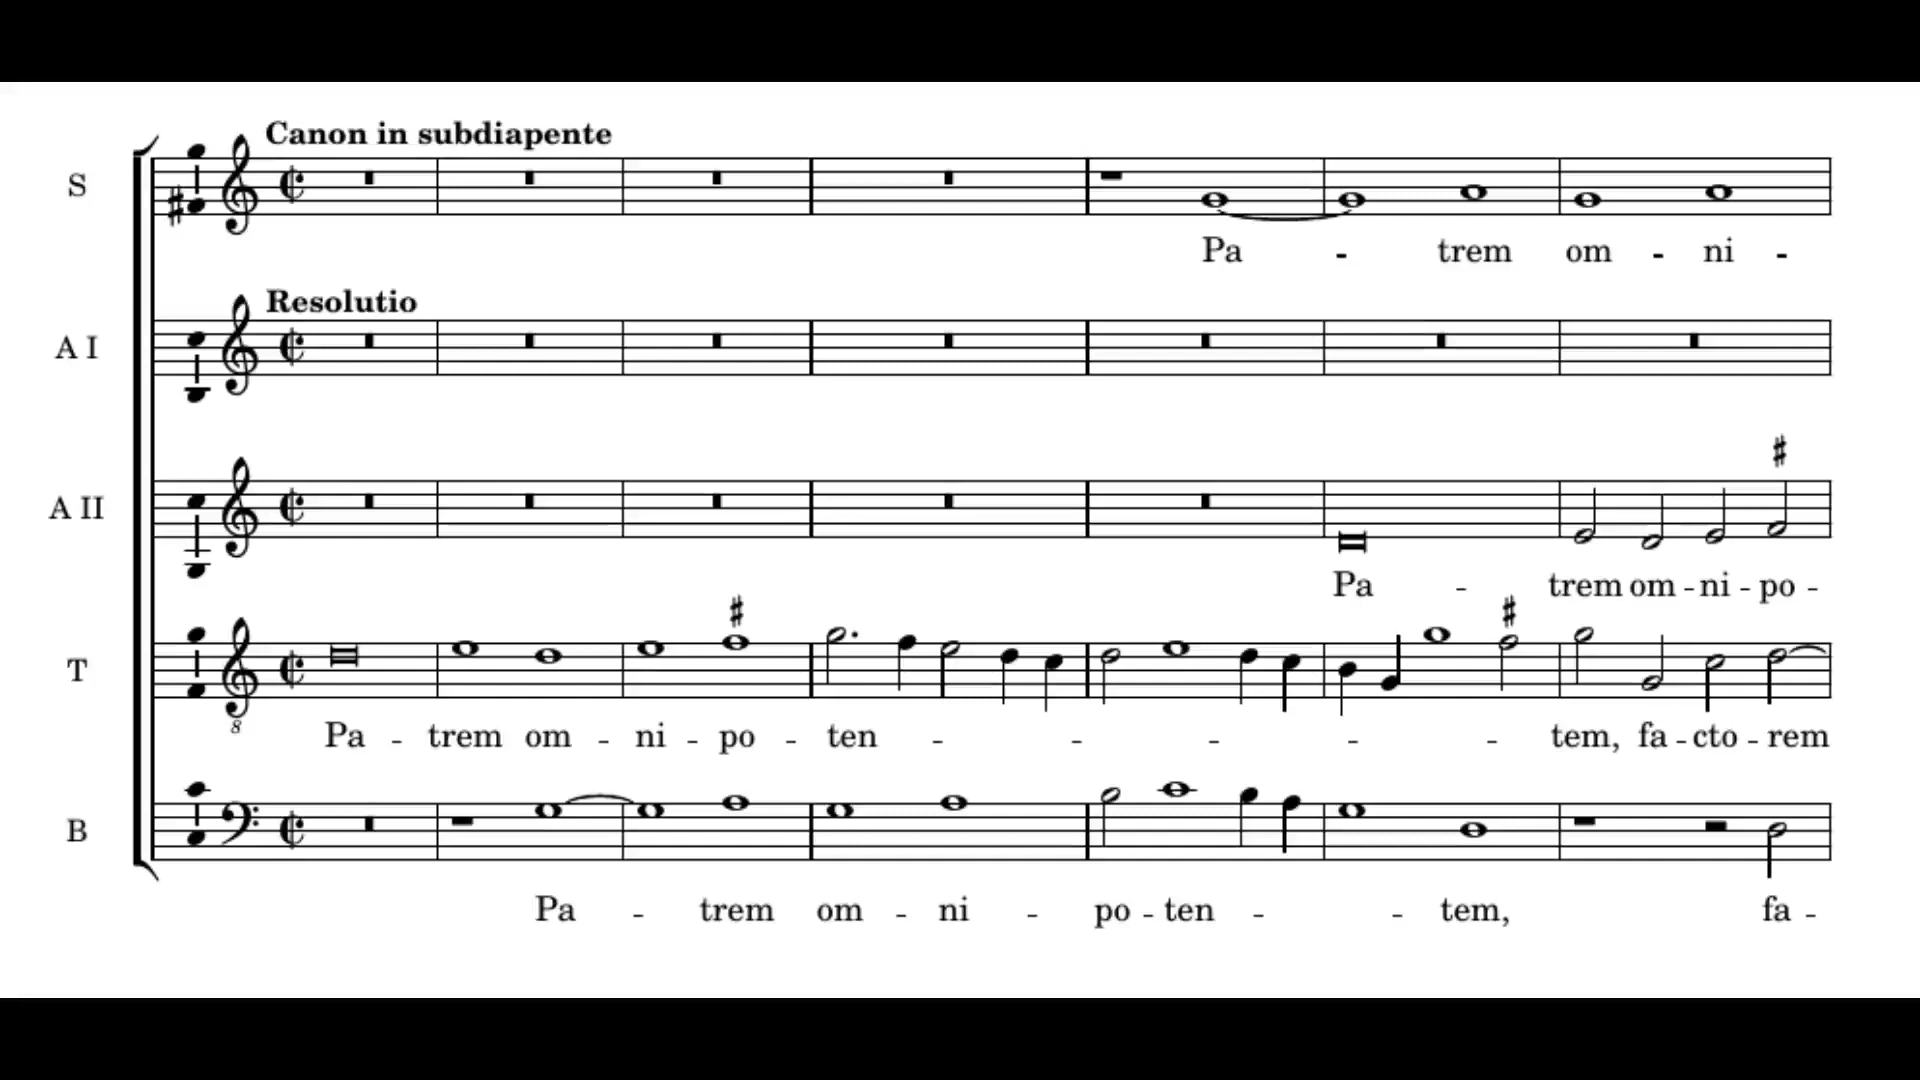 Canon in subdiapente
S
Pa - trem om - ni -
Resolutio
A I
A II
Pa - trem om - ni - po -
T
8
Pa - trem om - ni - po - ten - - - - - tem, fa - cto - rem
B
Pa - trem om - ni - po - ten - - tem, fa -